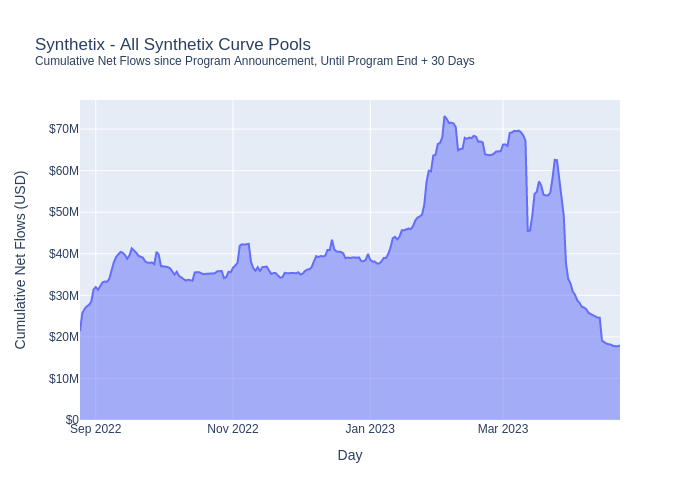 Synthetix - All Synthetix Curve Pools
Cumulative Net Flows since Program Announcement, Until Program End + 30 Days
Cumulative Net Flows (USD)
$70M
$60M
$50M
$40M
$30M
$20M
$10M
$0
Sep 2022 Nov 2022 Jan 2023 Mar 2023
Day